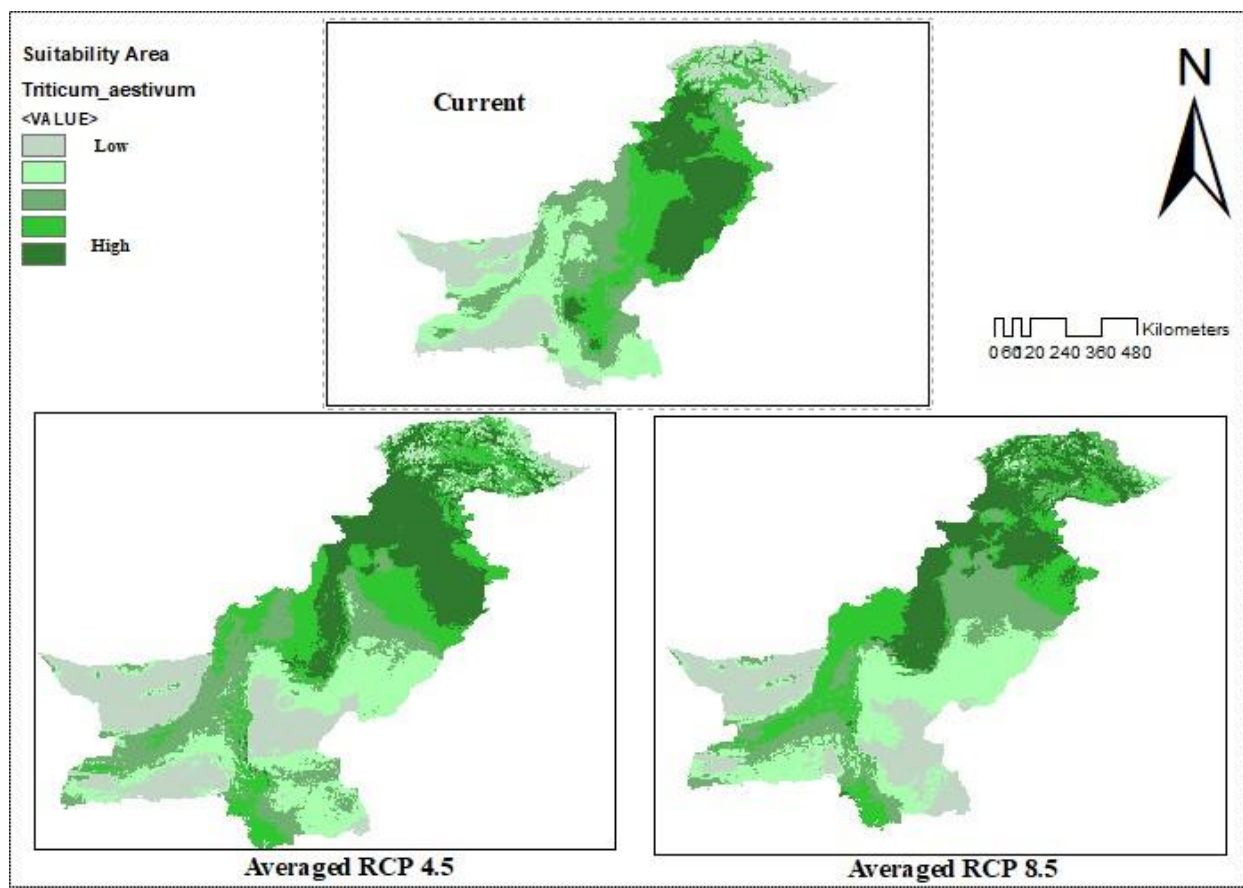 Suitability Area
Triticum_aestivum
<VALUE>
Low
High
Current
N
Kilometers
0 60 120 240 360 480
Averaged RCP 4.5
Averaged RCP 8.5